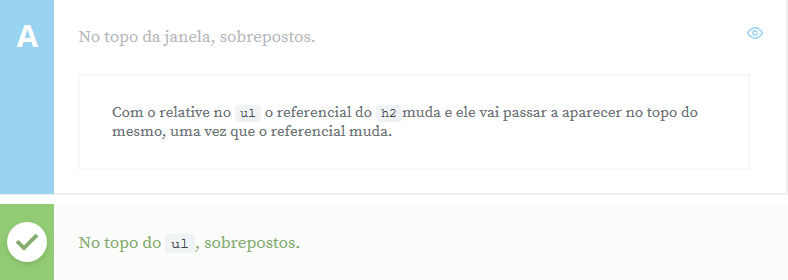 A
No topo da janela, sobrepostos.
Com o relative no ul o referencial do h2 muda e ele vai passar a aparecer no topo do
mesmo, uma vez que o referencial muda.
No topo do ul, sobrepostos.